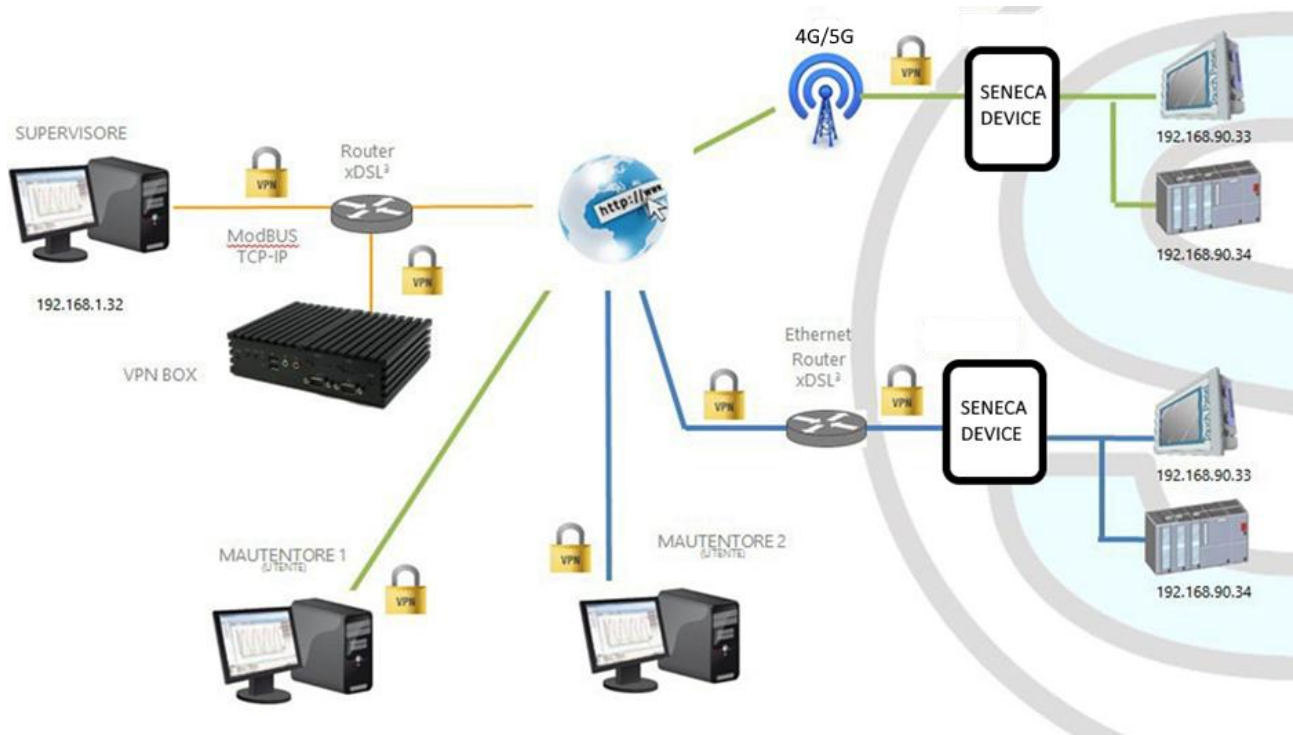 4G/5G
VPN
SENECA
DEVICE
192.168.90.33
192.168.90.34
SUPERVISORE
VPN
Router
xDSL³
ModBUS
TCP-IP
VPN
192.168.1.32
VPN BOX
http://www
Ethernet
Router
xDSL³
VPN
VPN
SENECA
DEVICE
192.168.90.33
192.168.90.34
MAUTENTORE 1
(UTENTE)
VPN
VPN
MAUTENTORE 2
(UTENTE)